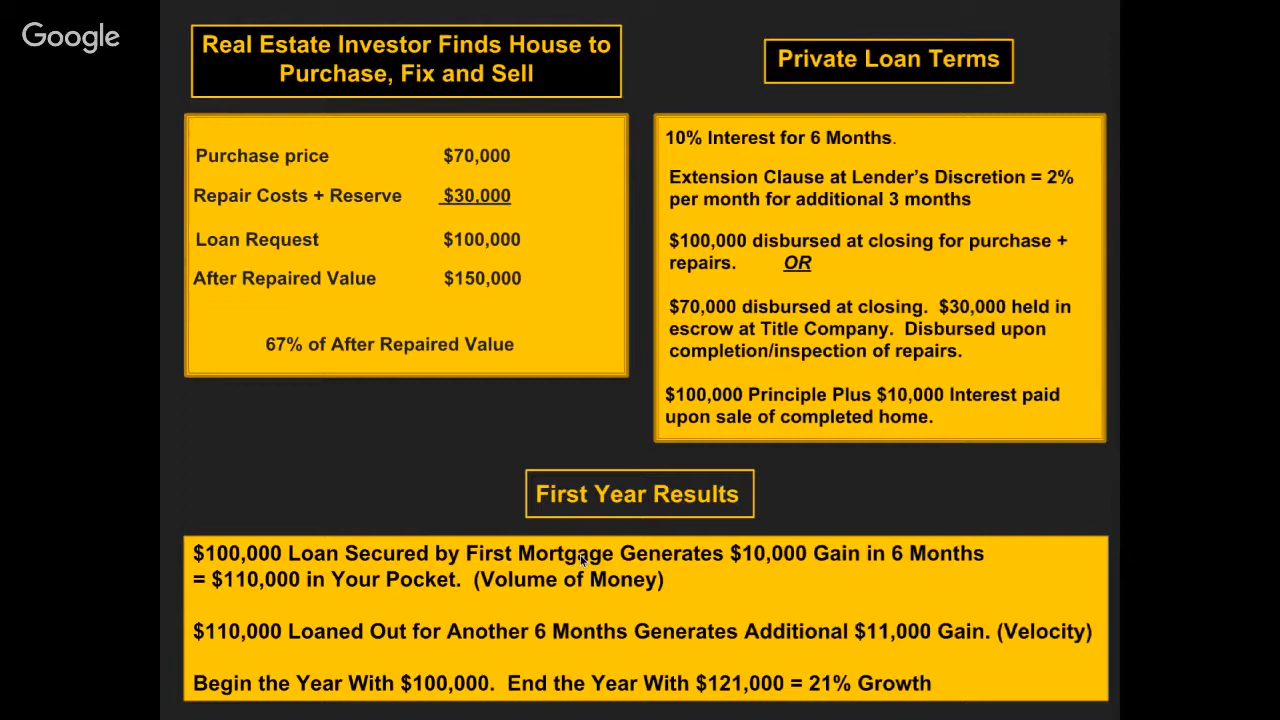 Google
Real Estate Investor Finds House to
Purchase, Fix and Sell
Purchase price $70,000
Repair Costs + Reserve $30,000
Loan Request $100,000
After Repaired Value $150,000
67% of After Repaired Value
Private Loan Terms
10% Interest for 6 Months.
Extension Clause at Lender's Discretion = 2%
per month for additional 3 months
$100,000 disbursed at closing for purchase +
repairs. OR
$70,000 disbursed at closing. $30,000 held in
escrow at Title Company. Disbursed upon
completion/inspection of repairs.
$100,000 Principle Plus $10,000 Interest paid
upon sale of completed home.
First Year Results
$100,000 Loan Secured by First Mortgage Generates $10,000 Gain in 6 Months
= $110,000 in Your Pocket. (Volume of Money)
$110,000 Loaned Out for Another 6 Months Generates Additional $11,000 Gain. (Velocity)
Begin the Year With $100,000. End the Year With $121,000 = 21% Growth